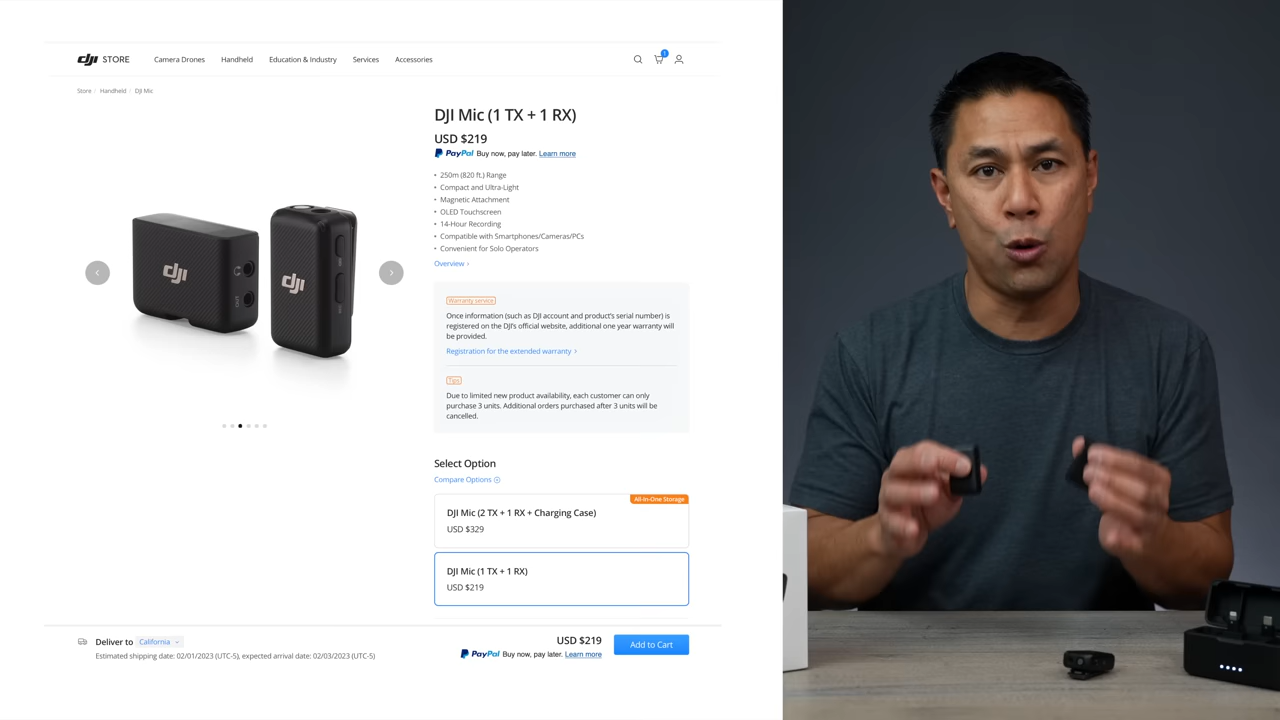 dji STORE
Camera Drones
Handheld
Education & Industry
Services
Accessories
1
Store / Handheld / DJI Mic
DJI Mic (1 TX + 1 RX)
USD $219
PayPal Buy now, pay later. Learn more
• 250m (820 ft.) Range
• Compact and Ultra-Light
• Magnetic Attachment
• OLED Touchscreen
• 14-Hour Recording
• Compatible with Smartphones/Cameras/PCs
• Convenient for Solo Operators
Overview ›
Warranty service
Once information (such as DJI account and product's serial number) is
registered on the DJI's official website, additional one year warranty will
be provided.
Registration for the extended warranty ›
Tips
Due to limited new product availability, each customer can only
purchase 3 units. Additional orders purchased after 3 units will be
cancelled.
dji
OUT
dji
Select Option
Compare Options
All-In-One Storage
DJI Mic (2 TX + 1 RX + Charging Case)
USD $329
DJI Mic (1 TX + 1 RX)
USD $219
Deliver to California
Estimated shipping date: 02/01/2023 (UTC-5), expected arrival date: 02/03/2023 (UTC-5)
USD $219
PayPal Buy now, pay later. Learn more
Add to Cart